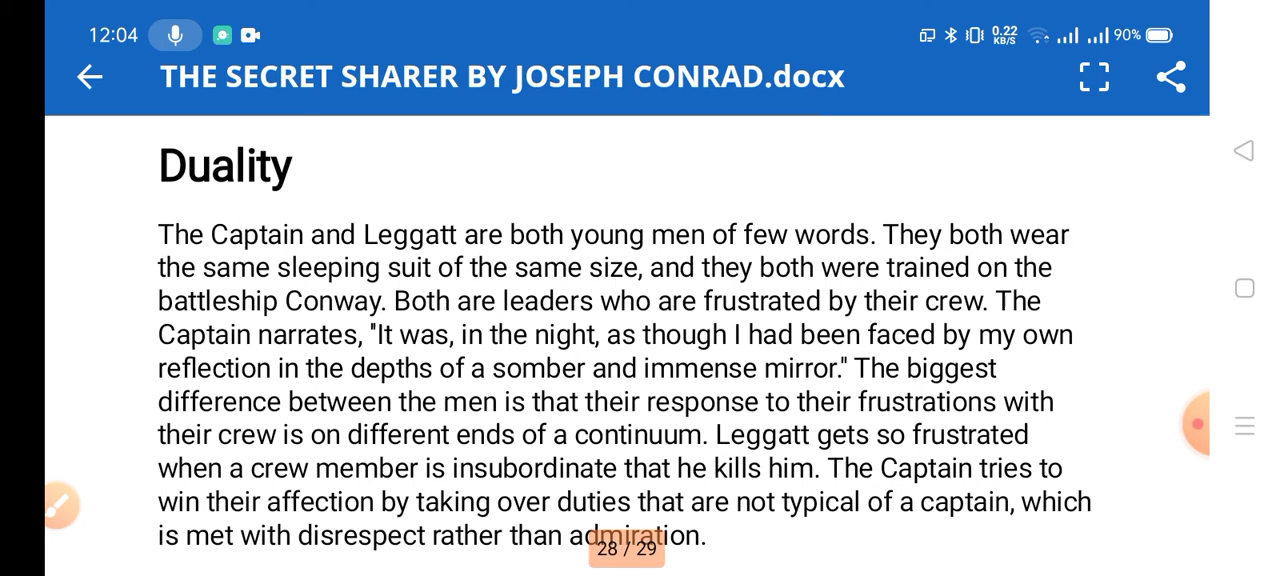 12:04
0.22
KB/S
90%
THE SECRET SHARER BY JOSEPH CONRAD.docx
Duality
The Captain and Leggatt are both young men of few words. They both wear
the same sleeping suit of the same size, and they both were trained on the
battleship Conway. Both are leaders who are frustrated by their crew. The
Captain narrates, "It was, in the night, as though I had been faced by my own
reflection in the depths of a somber and immense mirror." The biggest
difference between the men is that their response to their frustrations with
their crew is on different ends of a continuum. Leggatt gets so frustrated
when a crew member is insubordinate that he kills him. The Captain tries to
win their affection by taking over duties that are not typical of a captain, which
is met with disrespect rather than admiration.
28 / 29